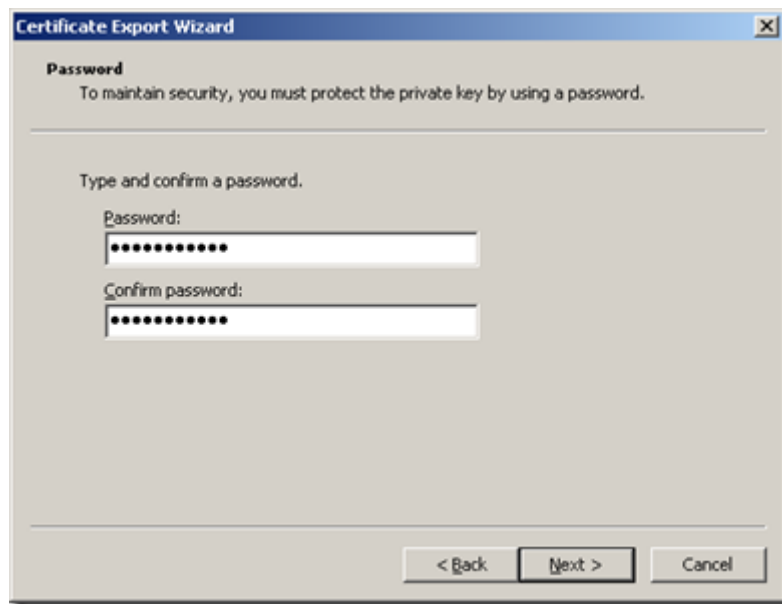 Certificate Export Wizard
Password
To maintain security, you must protect the private key by using a password.
Type and confirm a password.
Password:
•••••••••••
Confirm password:
•••••••••••
< Back Next > Cancel